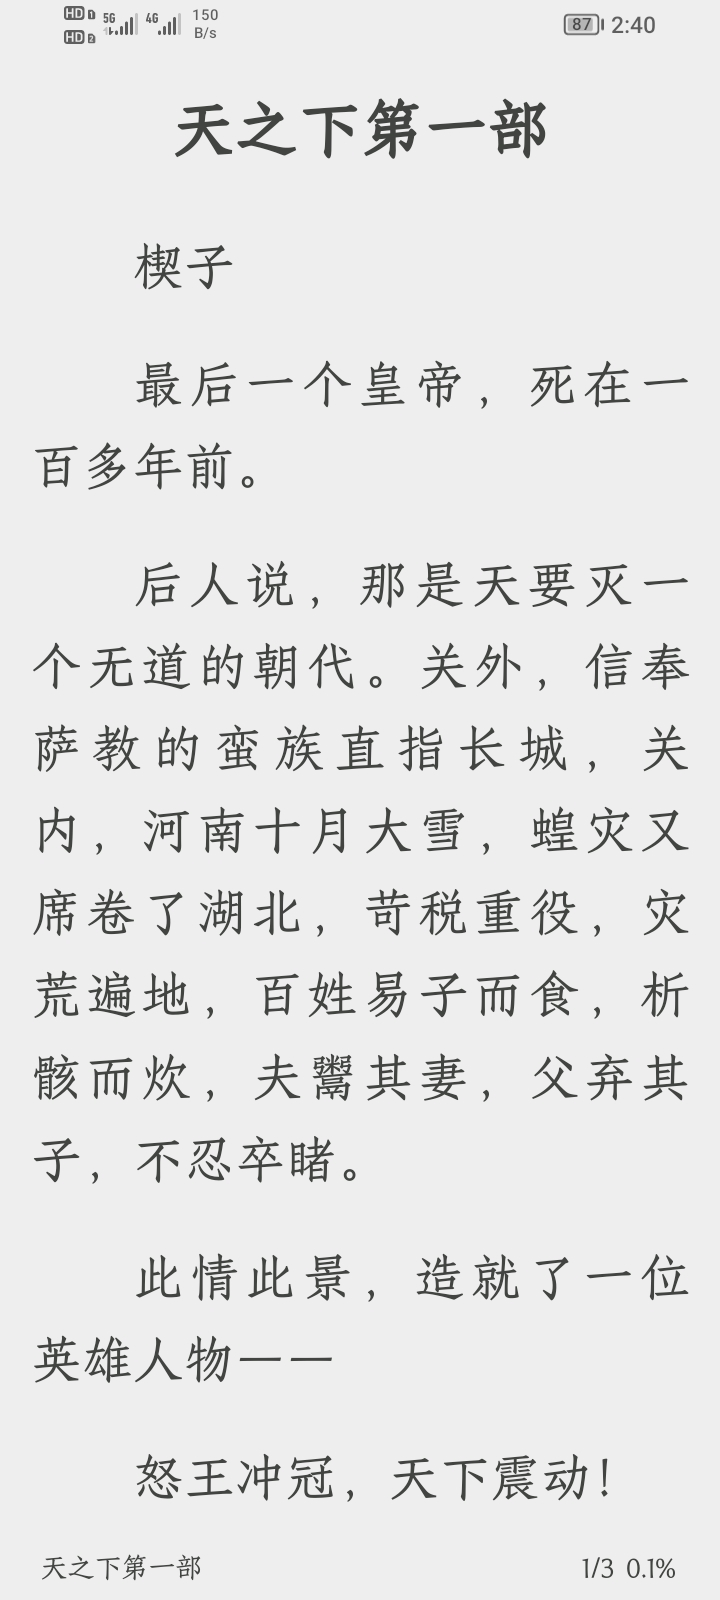 HD 1 5G 4G 150
HD 2 B/s 87 2:40
天之下第一部
楔子
最后一个皇帝，死在一
百多年前。
后人说，那是天要灭一
个无道的朝代。关外，信奉
萨教的蛮族直指长城，关
内，河南十月大雪，蝗灾又
席卷了湖北，苛税重役，灾
荒遍地，百姓易子而食，析
骸而炊，夫鬻其妻，父弃其
子，不忍卒睹。
此情此景，造就了一位
英雄人物——
怒王冲冠，天下震动！
天之下第一部 1/3 0.1%